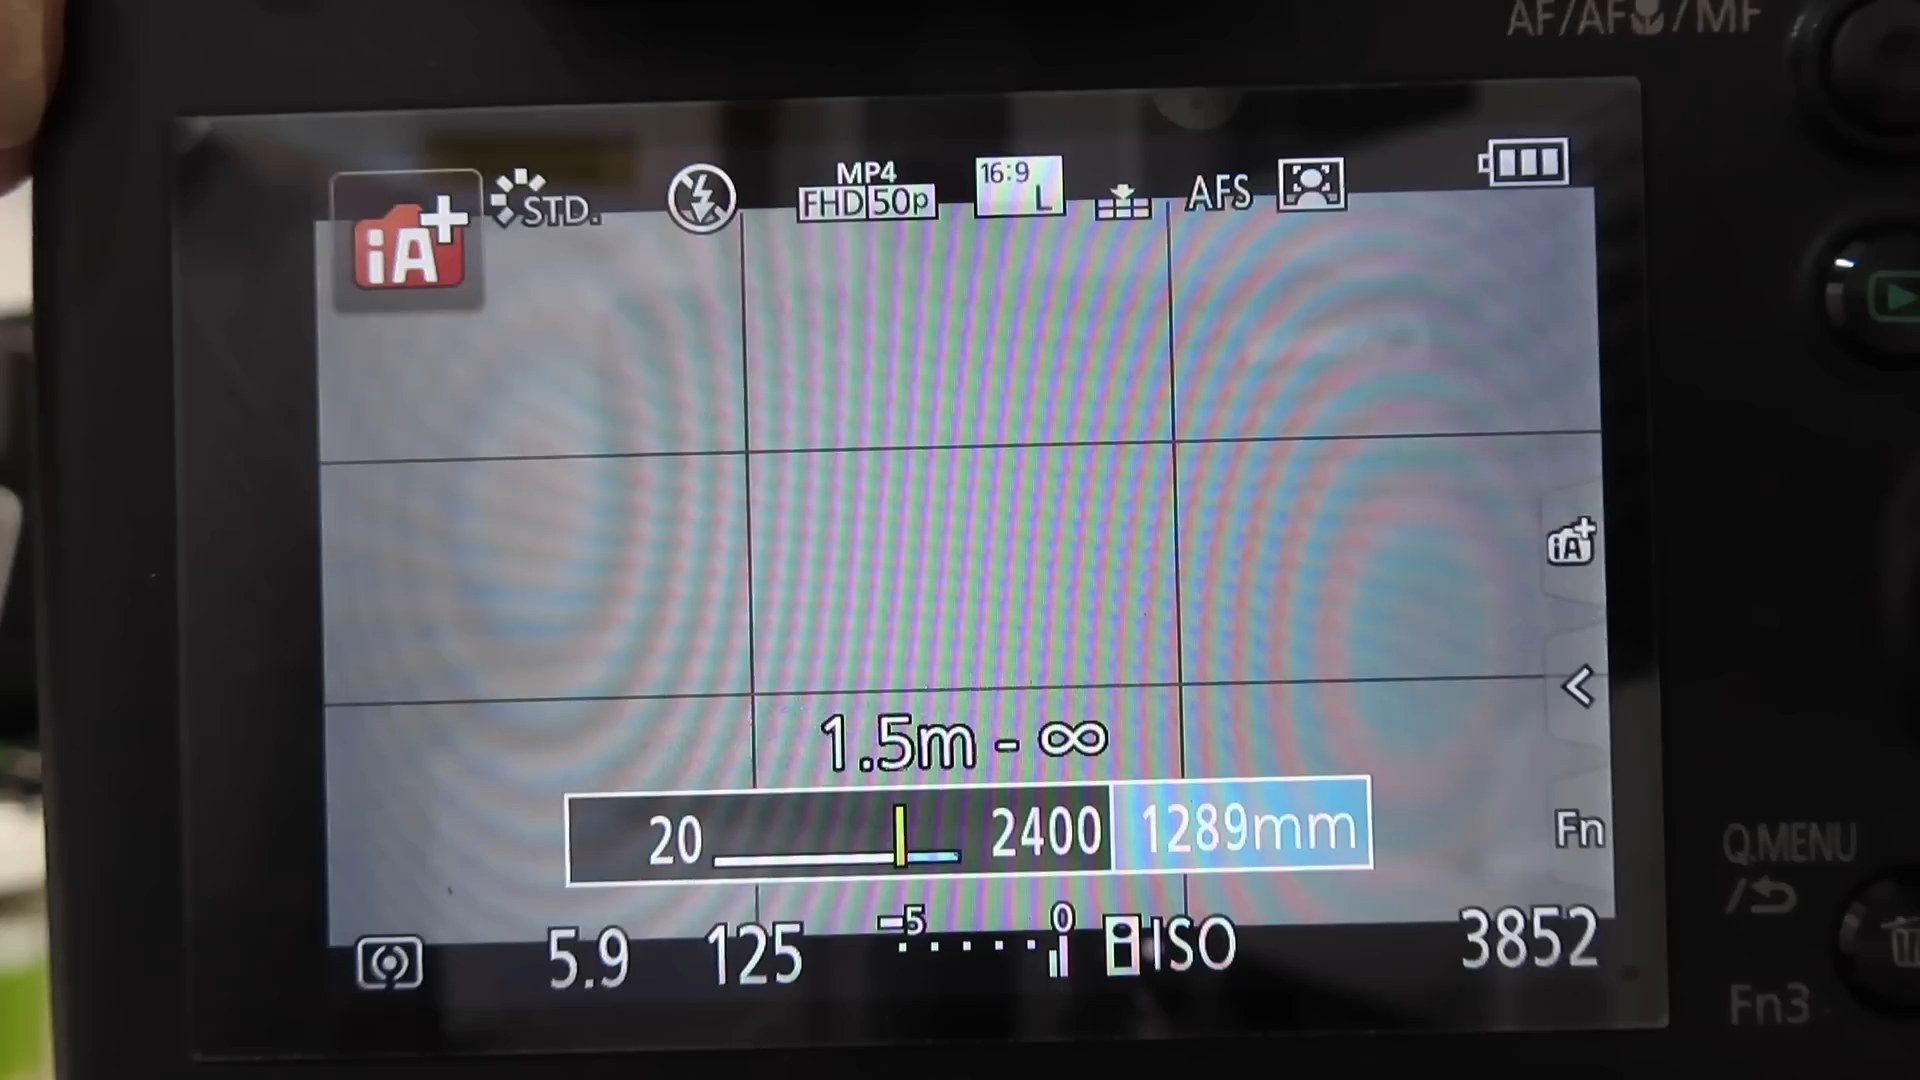 AF/AF/MF
iA+
STD.
MP4
FHD 50p
16:9
L
AFS
iA+
1.5m - ∞
20
2400
1289mm
Fn
Q.MENU
/
5.9
125
-5
0
ISO
3852
Fn3